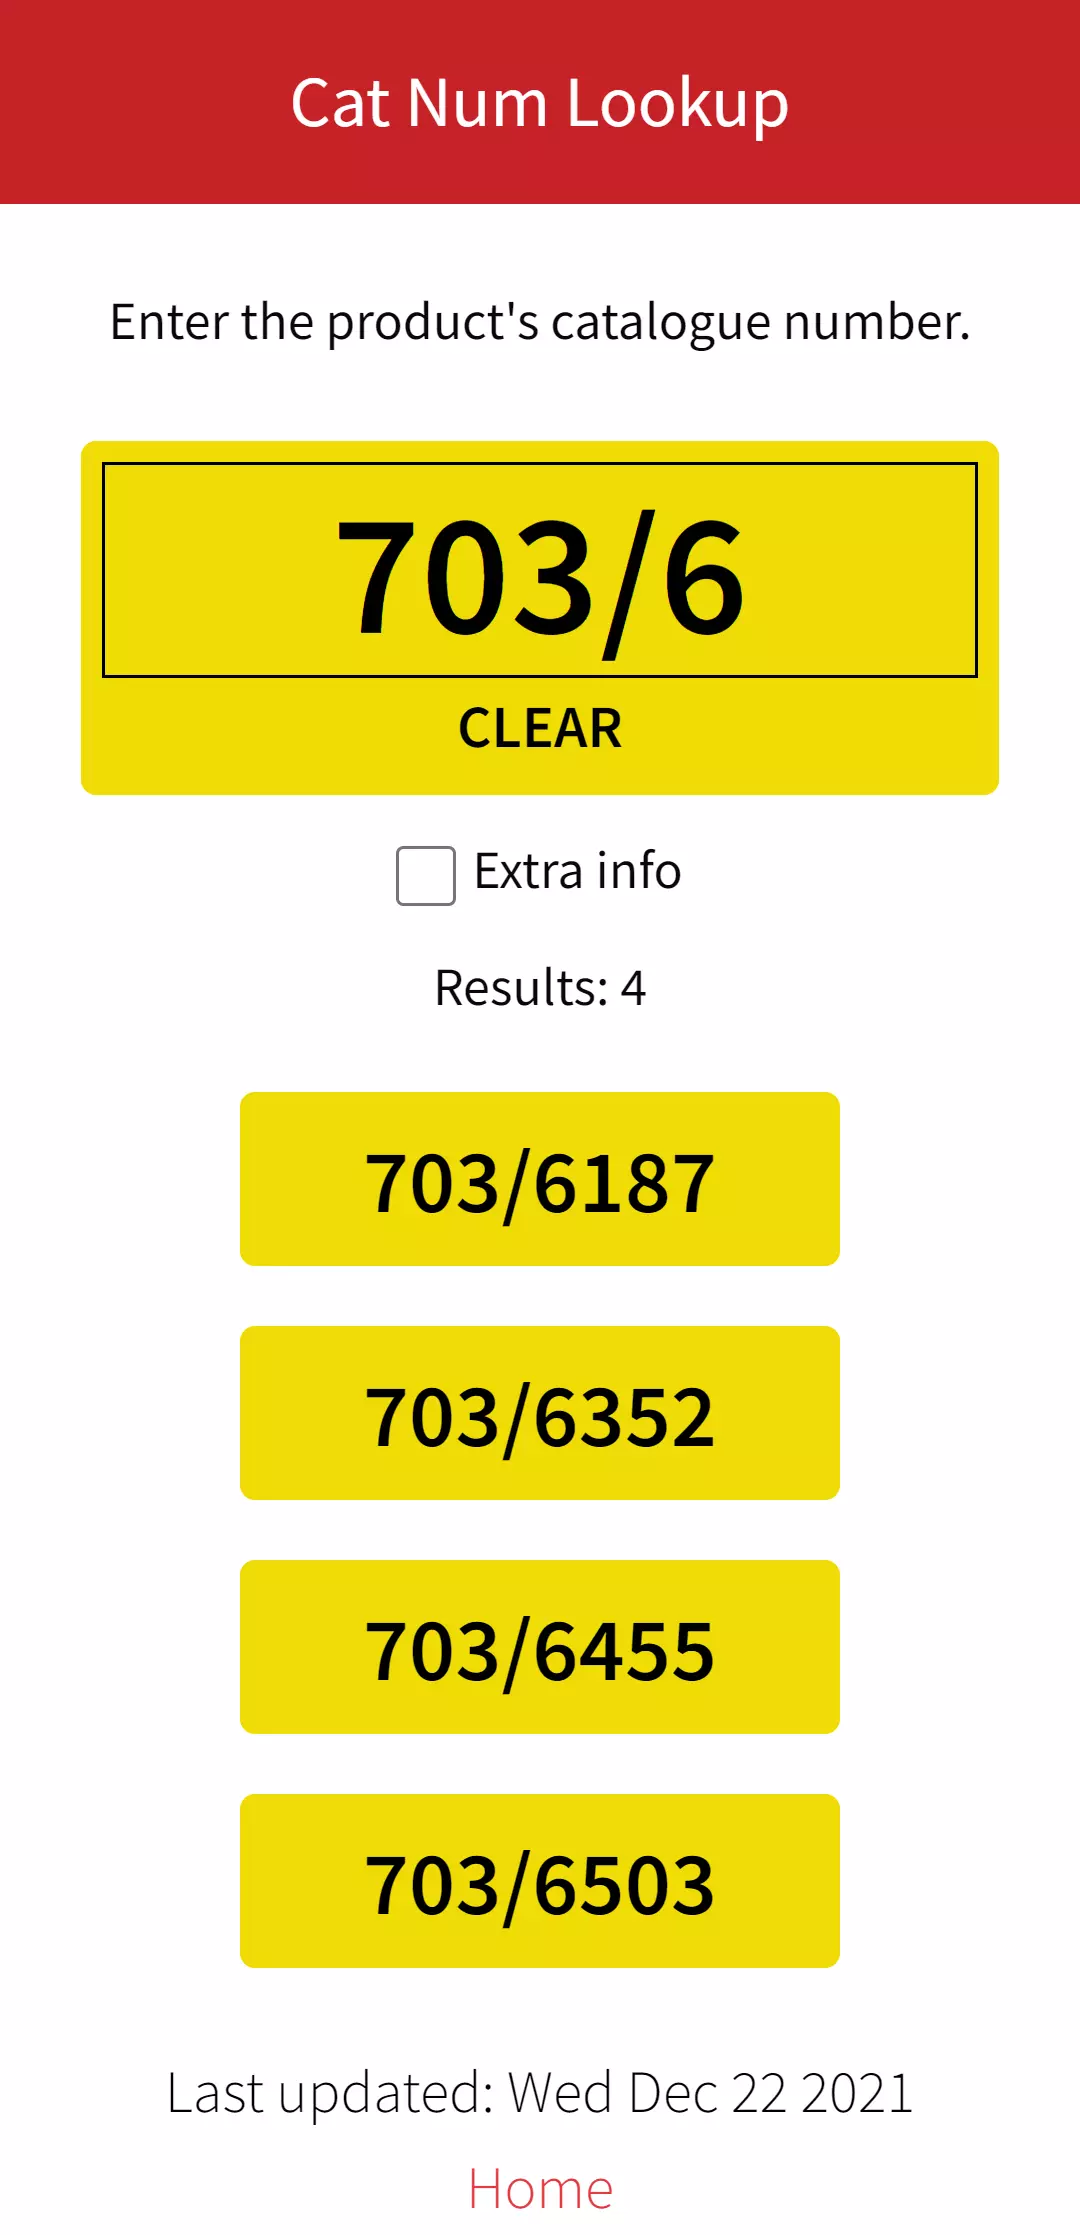 Cat Num Lookup
Enter the product's catalogue number.
703/6
CLEAR
Extra info
Results: 4
703/6187
703/6352
703/6455
703/6503
Last updated: Wed Dec 22 2021
Home